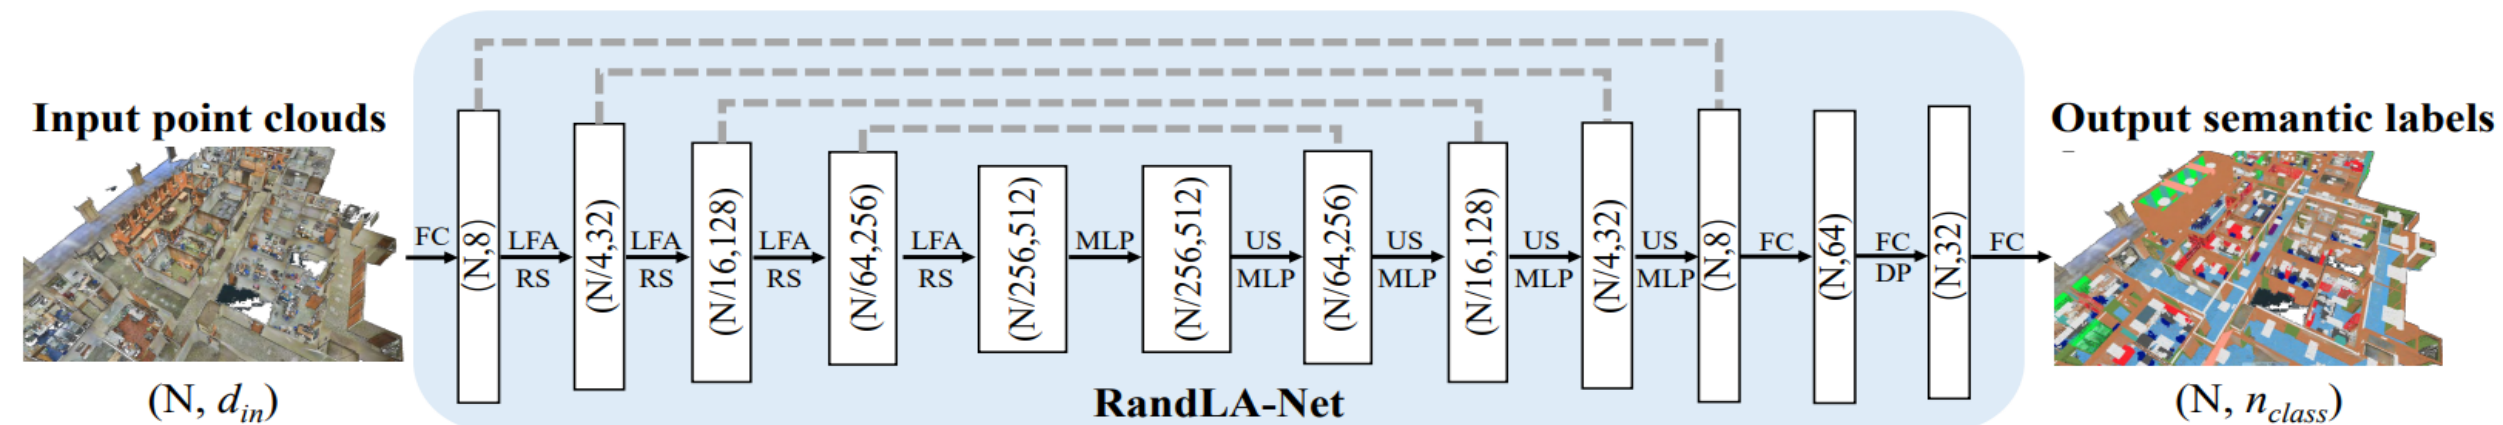 Input point clouds
(N, d_in)
FC
(N,8)
LFA
RS
(N/4,32)
LFA
RS
(N/16,128)
LFA
RS
(N/64,256)
LFA
RS
(N/256,512)
MLP
(N/256,512)
US
MLP
(N/64,256)
US
MLP
(N/16,128)
US
MLP
(N/4,32)
US
MLP
(N,8)
FC
(N,64)
FC
DP
(N,32)
FC
RandLA-Net
Output semantic labels
(N, n_class)